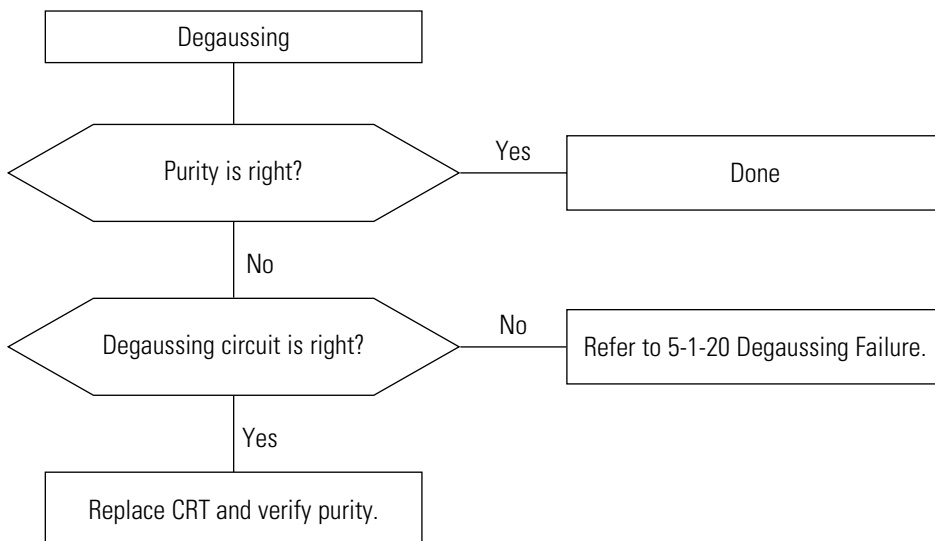 Degaussing
Purity is right?
Yes
Done
No
Degaussing circuit is right?
No
Refer to 5-1-20 Degaussing Failure.
Yes
Replace CRT and verify purity.